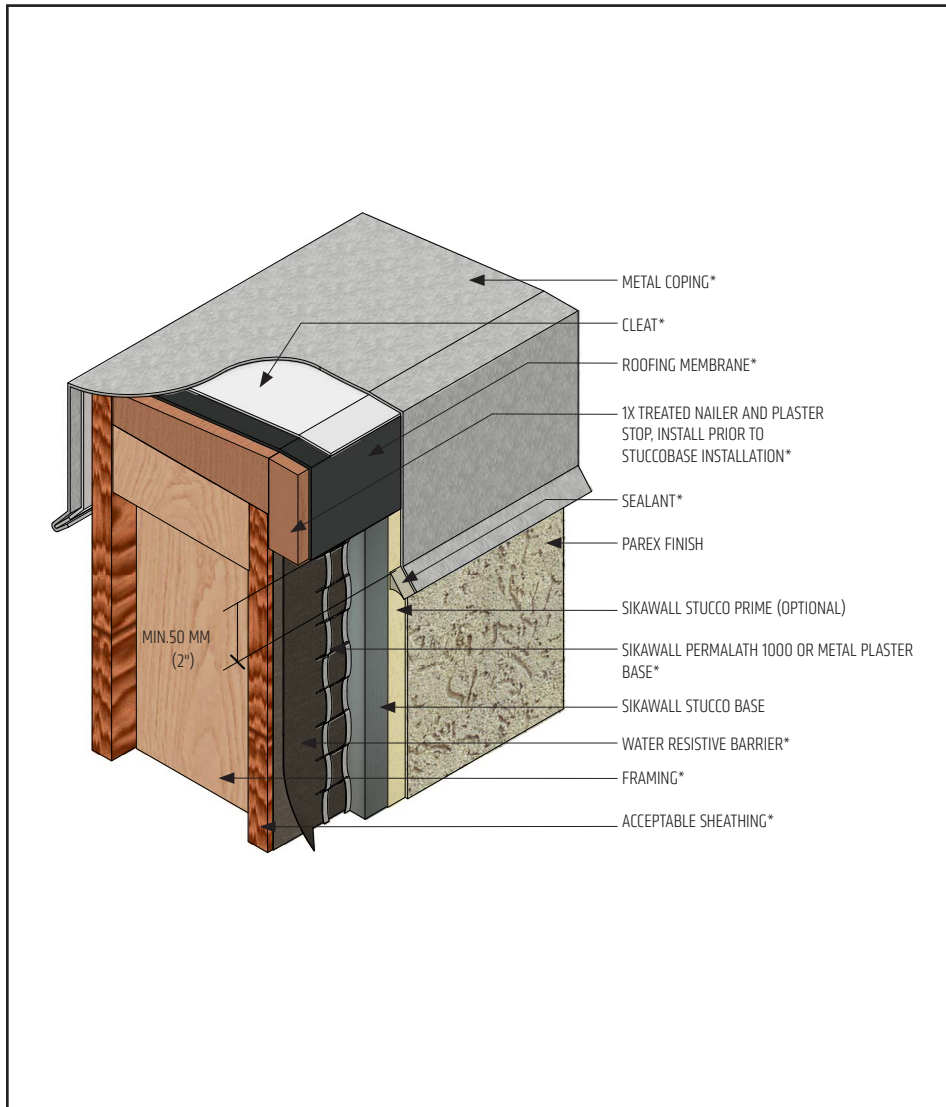 METAL COPING*
CLEAT*
ROOFING MEMBRANE*
1X TREATED NAILER AND PLASTER
STOP, INSTALL PRIOR TO
STUCCOBASE INSTALLATION*
SEALANT*
PAREX FINISH
SIKAWALL STUCCO PRIME (OPTIONAL)
MIN.50 MM
(2")
SIKAWALL PERMALATH 1000 OR METAL PLASTER
BASE*
SIKAWALL STUCCO BASE
WATER RESISTIVE BARRIER*
FRAMING*
ACCEPTABLE SHEATHING*